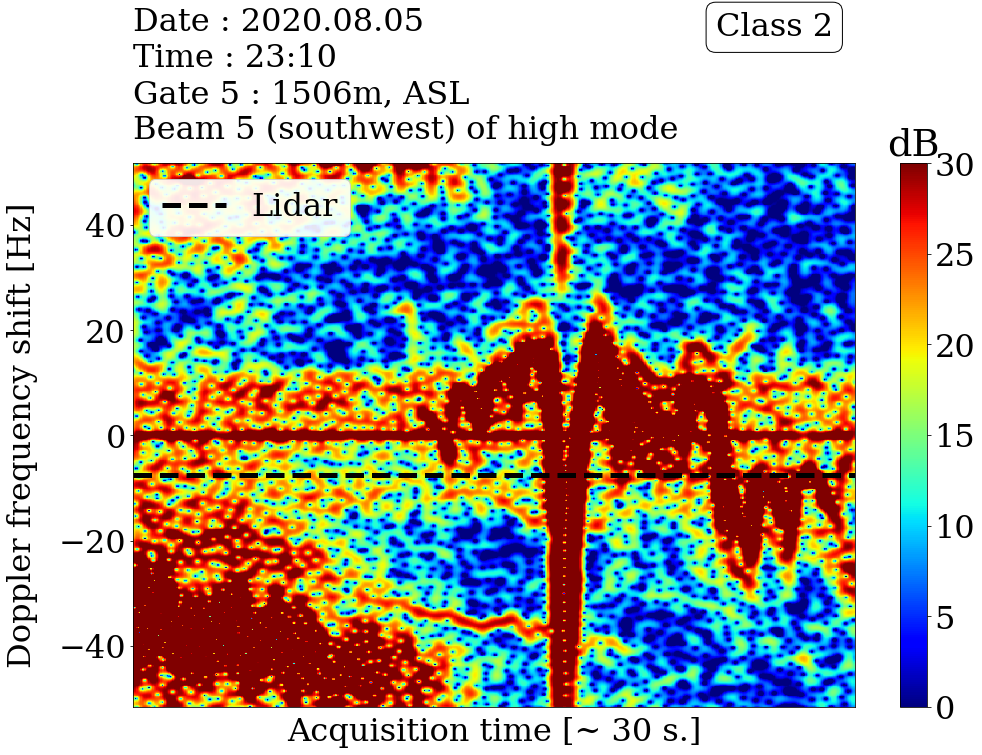 Date : 2020.08.05
Time : 23:10
Gate 5 : 1506m, ASL
Beam 5 (southwest) of high mode
Class 2
dB
Lidar
Doppler frequency shift [Hz]
40
20
0
−20
−40
Acquisition time [~ 30 s.]
30
25
20
15
10
5
0